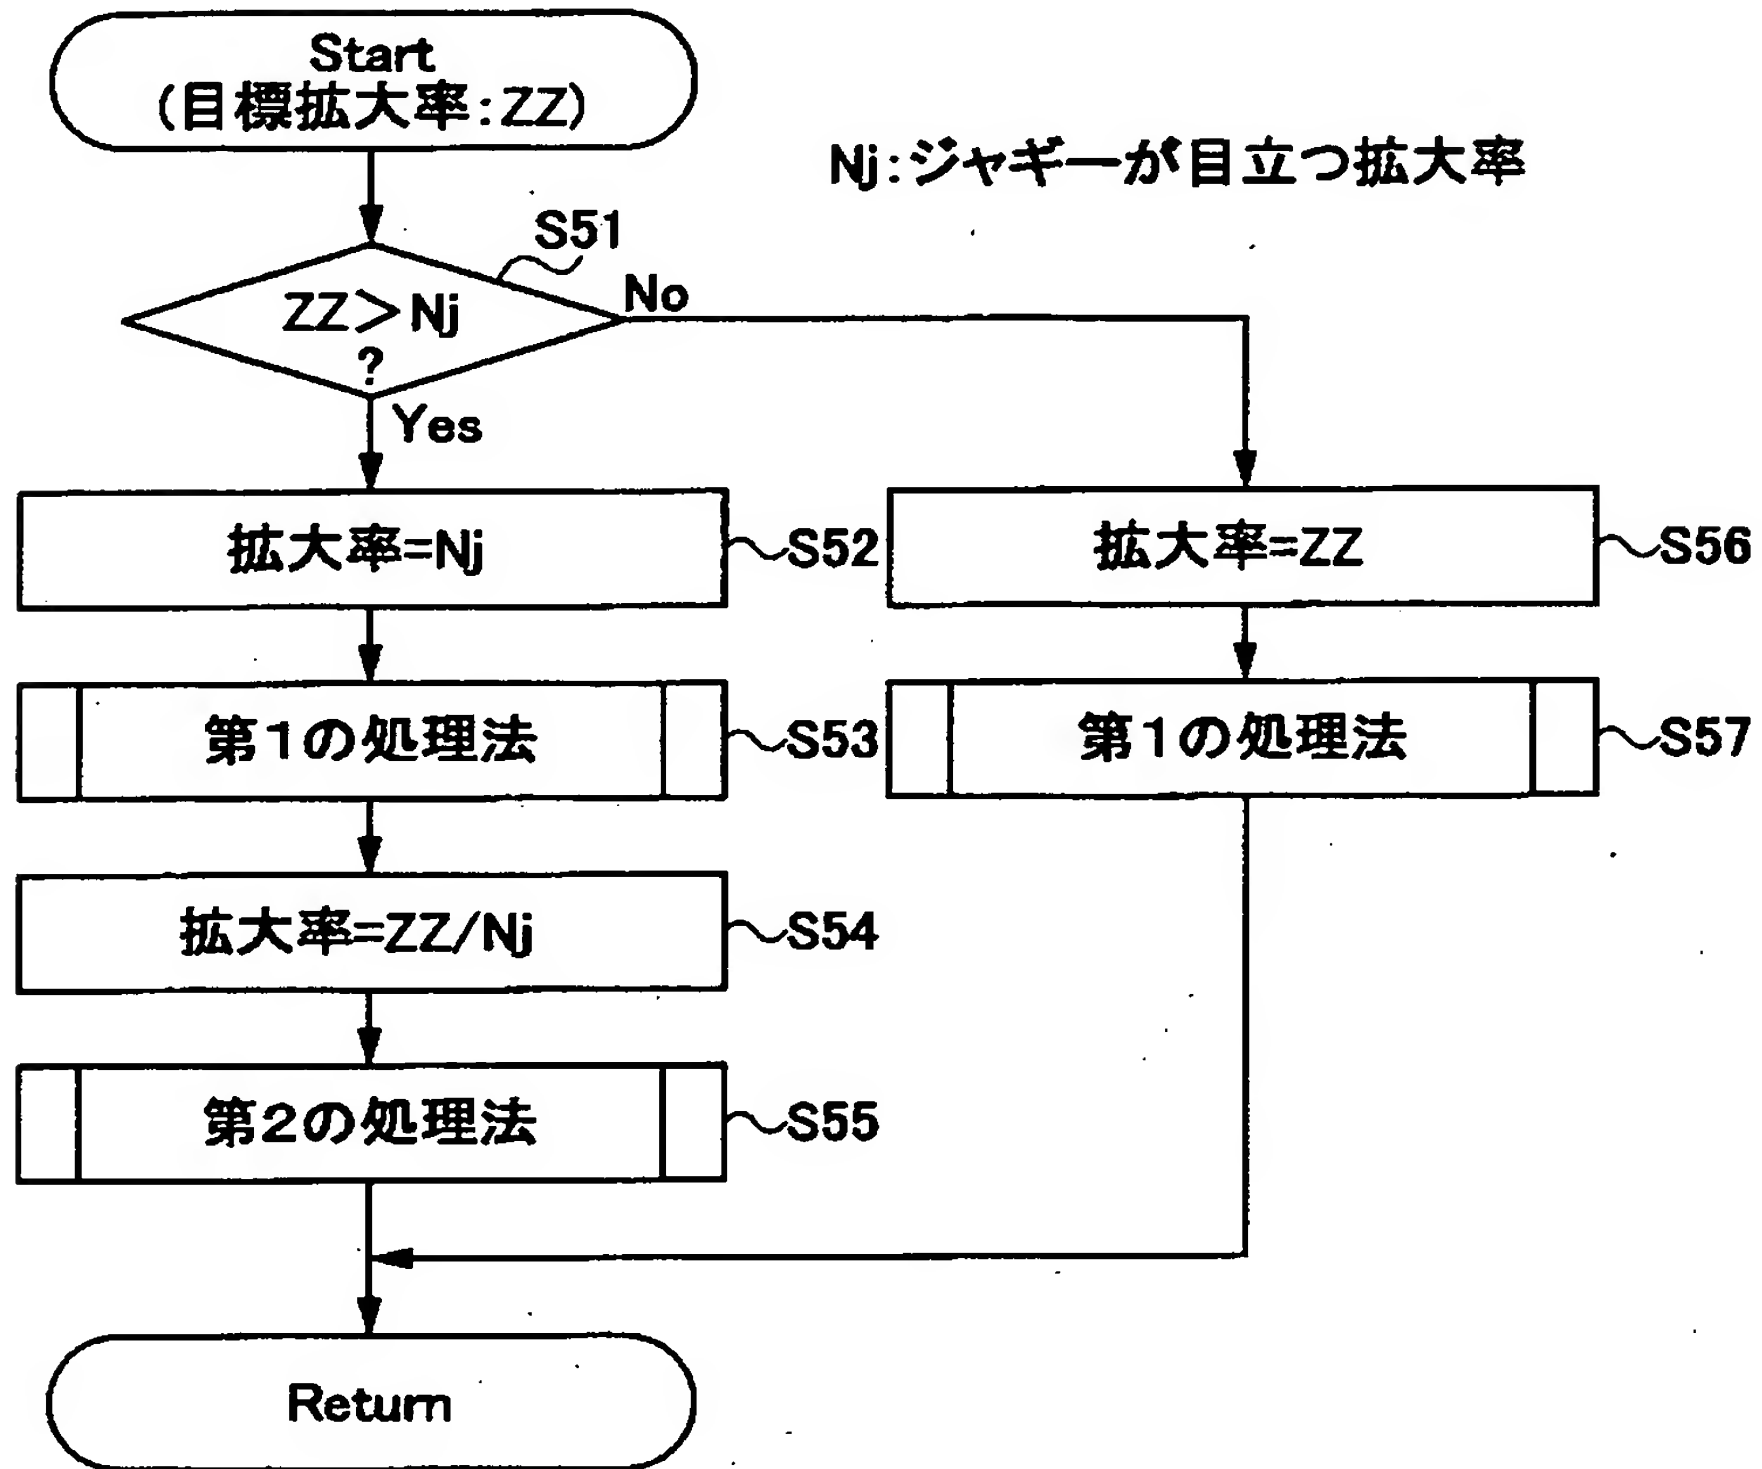 Start
(目標拡大率:ZZ)
Nj:ジャギーが目立つ拡大率
S51
ZZ>Nj
?
No
Yes
拡大率=Nj
S52
拡大率=ZZ
S56
第1の処理法
S53
第1の処理法
S57
拡大率=ZZ/Nj
S54
第2の処理法
S55
Return